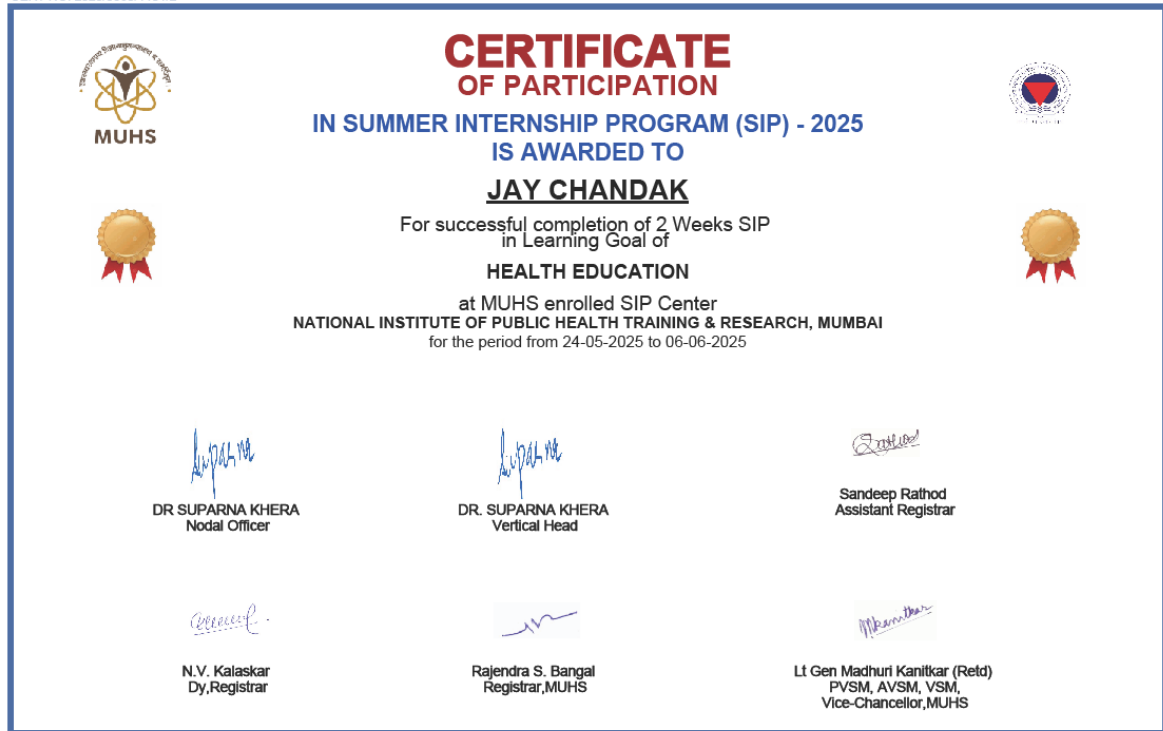 CERTIFICATE
OF PARTICIPATION
IN SUMMER INTERNSHIP PROGRAM (SIP) - 2025
IS AWARDED TO
MUHS
JAY CHANDAK
For successful completion of 2 Weeks SIP
in Learning Goal of
HEALTH EDUCATION
at MUHS enrolled SIP Center
NATIONAL INSTITUTE OF PUBLIC HEALTH TRAINING & RESEARCH, MUMBAI
for the period from 24-05-2025 to 06-06-2025
Suparna
Suparna
Rathod
DR SUPARNA KHERA
Nodal Officer
DR. SUPARNA KHERA
Vertical Head
Sandeep Rathod
Assistant Registrar
Mkanitkar
N.V. Kalaskar
Dy,Registrar
Rajendra S. Bangal
Registrar,MUHS
Lt Gen Madhuri Kanitkar (Retd)
PVSM, AVSM, VSM,
Vice-Chancellor,MUHS